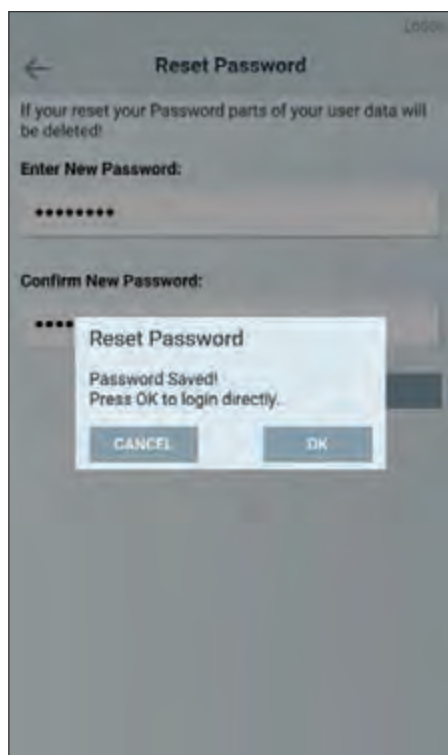 Reset Password
If your reset your Password parts of your user data will
be deleted!
Enter New Password:
••••••••
Confirm New Password:
••••
Reset Password
Password Saved!
Press OK to login directly.
CANCEL
OK